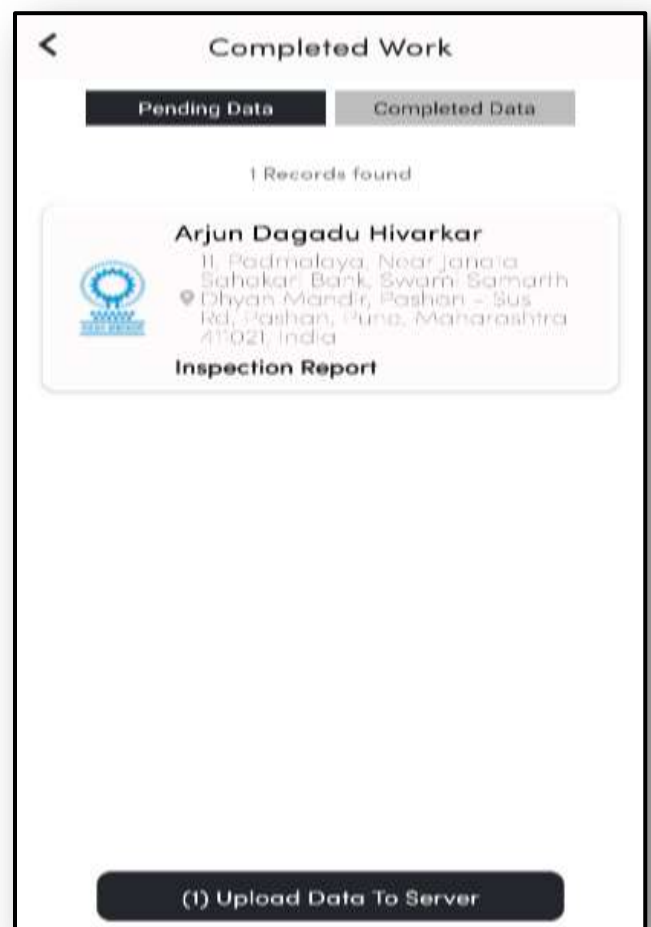 Completed Work
Pending Data
Completed Data
1 Records found
Arjun Dagadu Hivarkar
11, Padmalaya, Near Janata
Sahakari Bank, Swami Samarth
Dhyan Mandir, Pashan - Sus
Rd, Pashan, Pune, Maharashtra
411021, India
Inspection Report
(1) Upload Data To Server